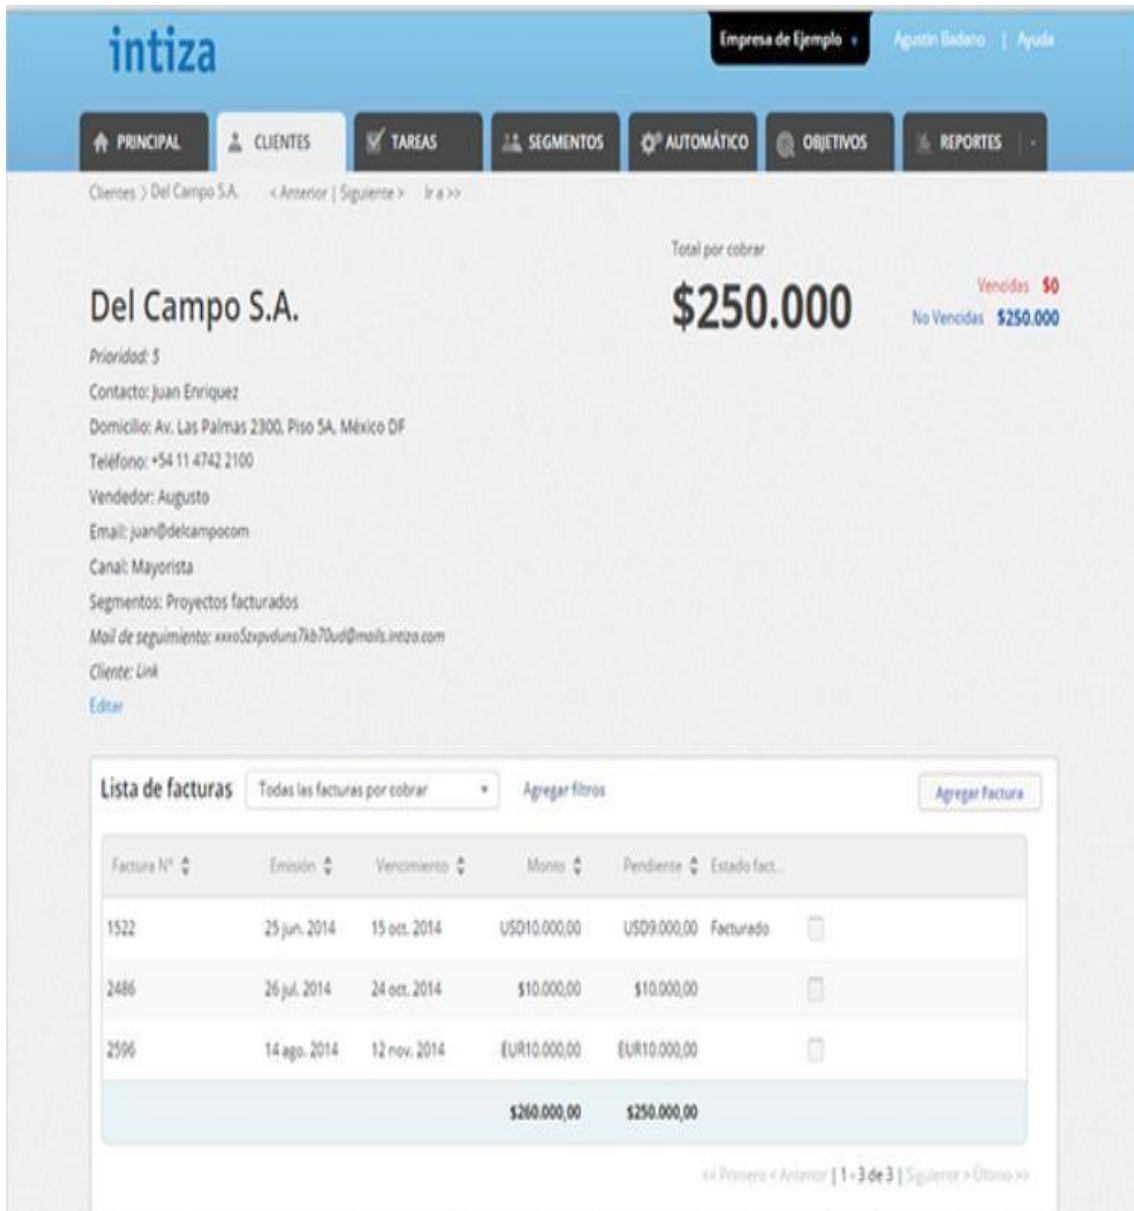 intiza
Empresa de Ejemplo
Agustin Badano | Ayuda
PRINCIPAL CLIENTES TAREAS SEGMENTOS AUTOMÁTICO OBJETIVOS REPORTES
Clientes > Del Campo S.A. < Anterior | Siguiente > Ir a >>
Total por cobrar
Del Campo S.A.
$250.000
Vencidas $0
No Vencidas $250.000
Prioridad: 5
Contacto: Juan Enriquez
Domicilio: Av. Las Palmas 2300, Piso 5A, México DF
Teléfono: +54 11 4742 2100
Vendedor: Augusto
Email: juan@delcampocom
Canal: Mayorista
Segmentos: Proyectos facturados
Mail de seguimiento:
Cliente: Link
Editar
Lista de facturas Todas las facturas por cobrar Agregar filtros Agregar Factura
Factura N° Emisión Vencimiento Monto Pendiente Estado fact...
1522 25 jun. 2014 15 oct. 2014 USD10.000,00 USD9.000,00 Facturado
2486 26 jul. 2014 24 oct. 2014 $10.000,00 $10.000,00
2596 14 ago. 2014 12 nov. 2014 EUR10.000,00 EUR10.000,00
$260.000,00 $250.000,00
<< Primero < Anterior | 1 - 3 de 3 | Siguiente > Último >>